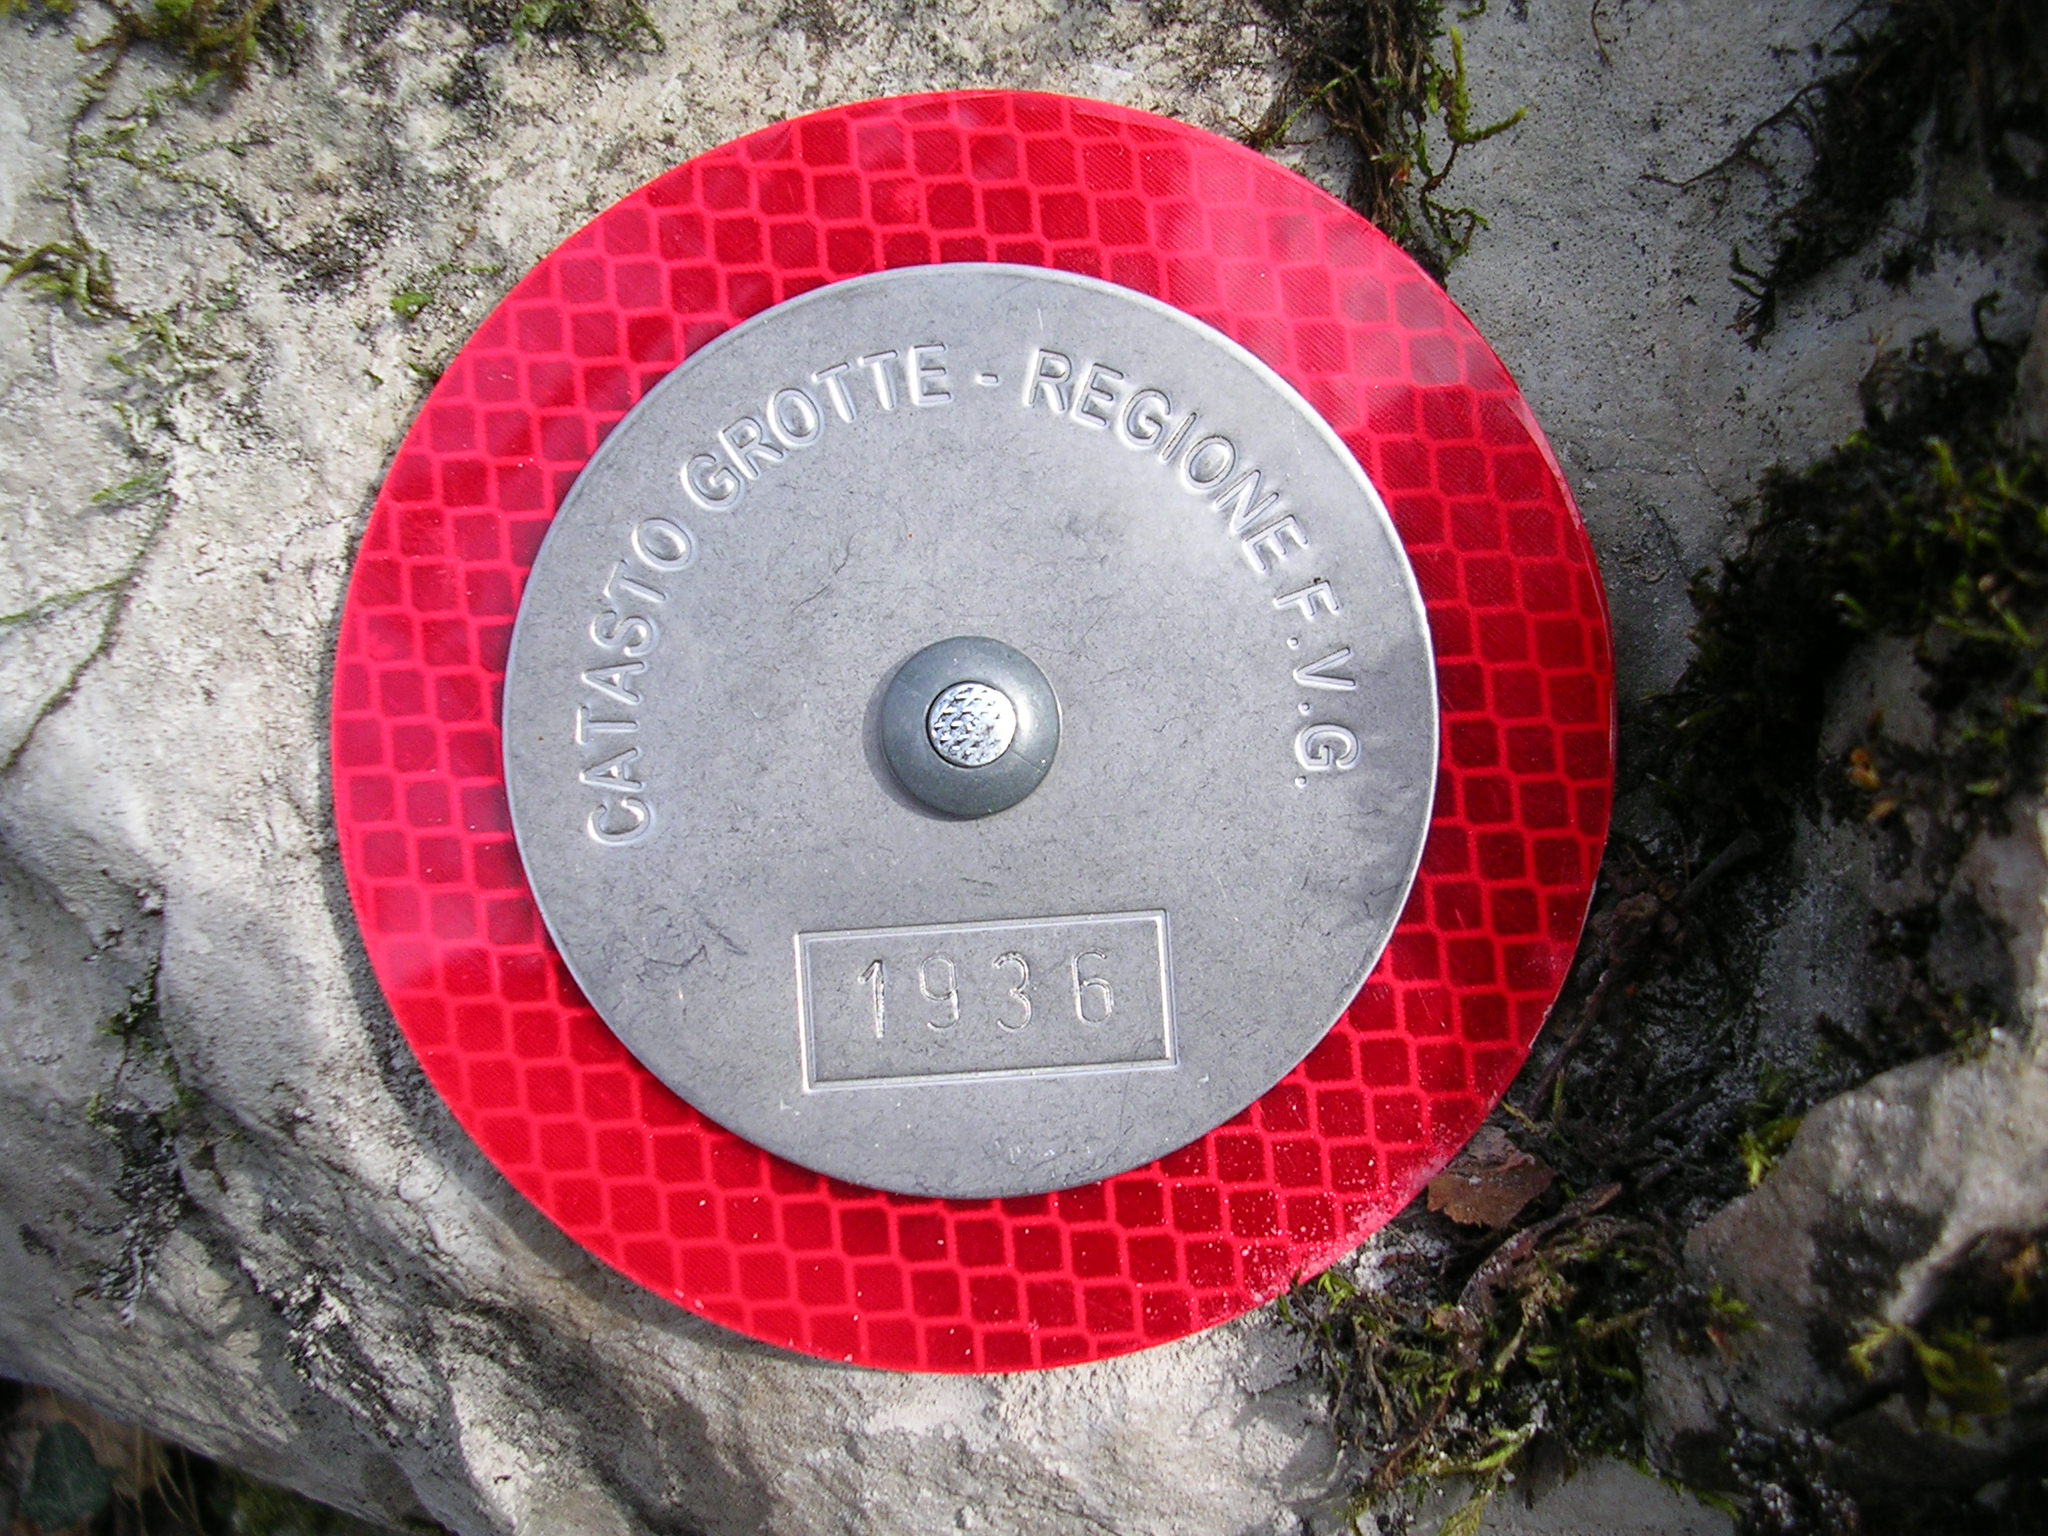 CATASTO GROTTE - REGIONE F.V.G.
1936